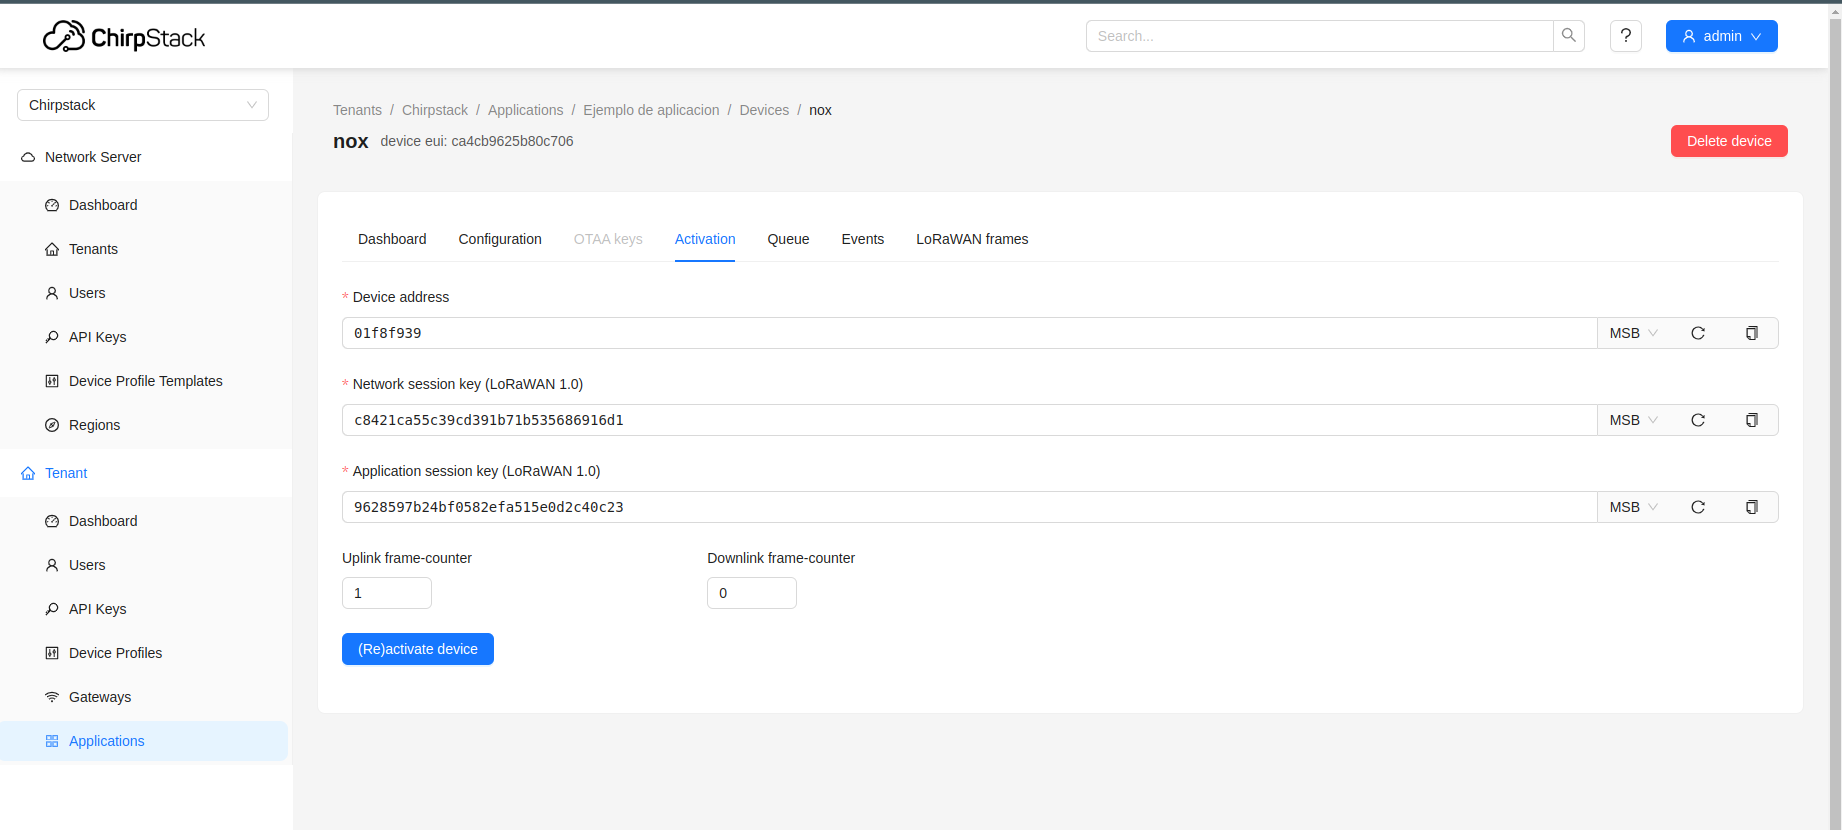 ChirpStack
Search...
?
admin
Chirpstack
Network Server
Dashboard
Tenants
Users
API Keys
Device Profile Templates
Regions
Tenant
Dashboard
Users
API Keys
Device Profiles
Gateways
Applications
Tenants / Chirpstack / Applications / Ejemplo de aplicacion / Devices / nox
nox device eui: ca4cb9625b80c706
Delete device
Dashboard Configuration OTAA keys Activation Queue Events LoRaWAN frames
* Device address
01f8f939 MSB
* Network session key (LoRaWAN 1.0)
c8421ca55c39cd391b71b535686916d1 MSB
* Application session key (LoRaWAN 1.0)
9628597b24bf0582efa515e0d2c40c23 MSB
Uplink frame-counter Downlink frame-counter
1 0
(Re)activate device